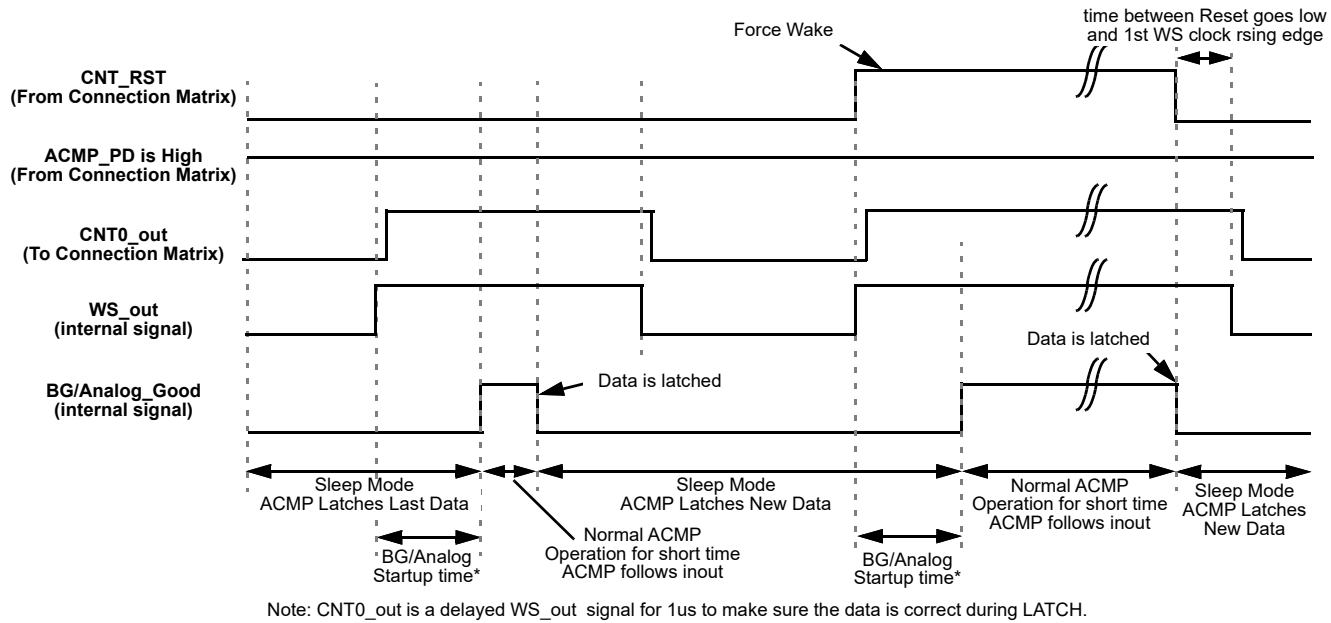 time between Reset goes low
and 1st WS clock rsing edge
Force Wake
CNT_RST
(From Connection Matrix)
ACMP_PD is High
(From Connection Matrix)
CNT0_out
(To Connection Matrix)
WS_out
(internal signal)
Data is latched
BG/Analog_Good
(internal signal)
Data is latched
Sleep Mode
ACMP Latches Last Data
Sleep Mode
ACMP Latches New Data
Normal ACMP
Operation for short time
ACMP follows inout
Sleep Mode
ACMP Latches
New Data
BG/Analog
Startup time*
Normal ACMP
Operation for short time
ACMP follows inout
BG/Analog
Startup time*
Note: CNT0_out is a delayed WS_out signal for 1us to make sure the data is correct during LATCH.